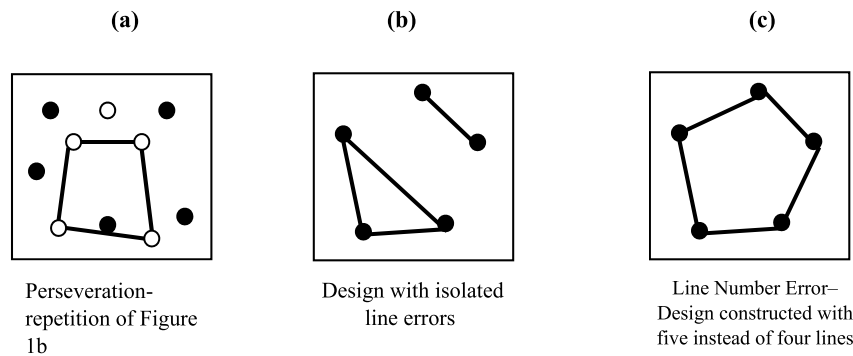 (a)
(b)
(c)
Perseveration-
repetition of Figure
1b
Design with isolated
line errors
Line Number Error–
Design constructed with
five instead of four lines